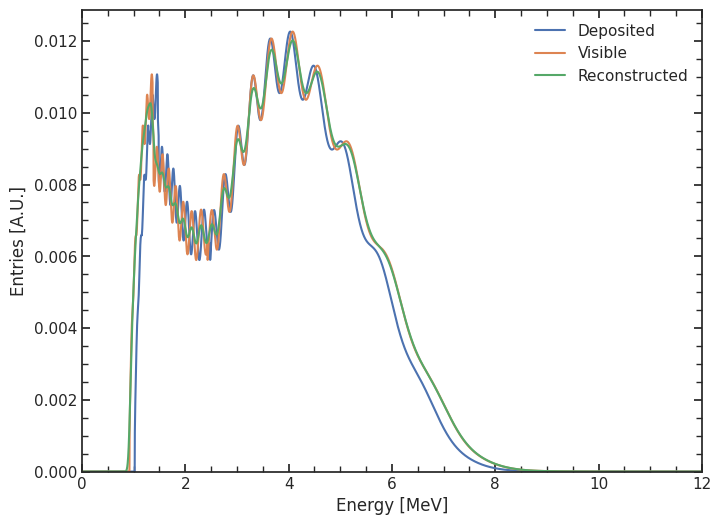 Deposited
Visible
Reconstructed
Entries [A.U.]
0.012
0.010
0.008
0.006
0.004
0.002
0.000
0 2 4 6 8 10 12
Energy [MeV]